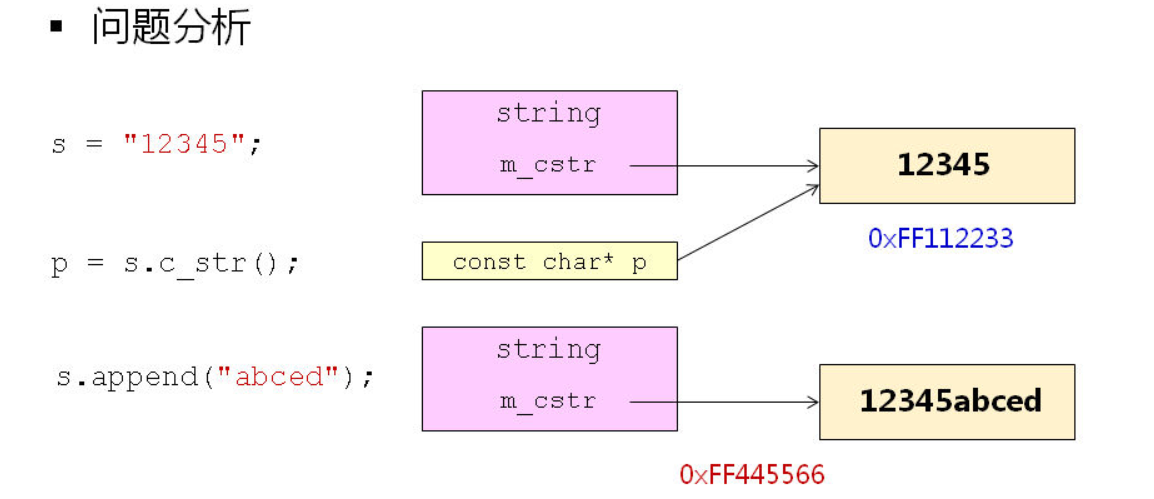 ▪ 问题分析
string
s = "12345";
m_cstr
12345
0xFF112233
p = s.c_str();
const char* p
string
s.append("abced");
m_cstr
12345abced
0xFF445566